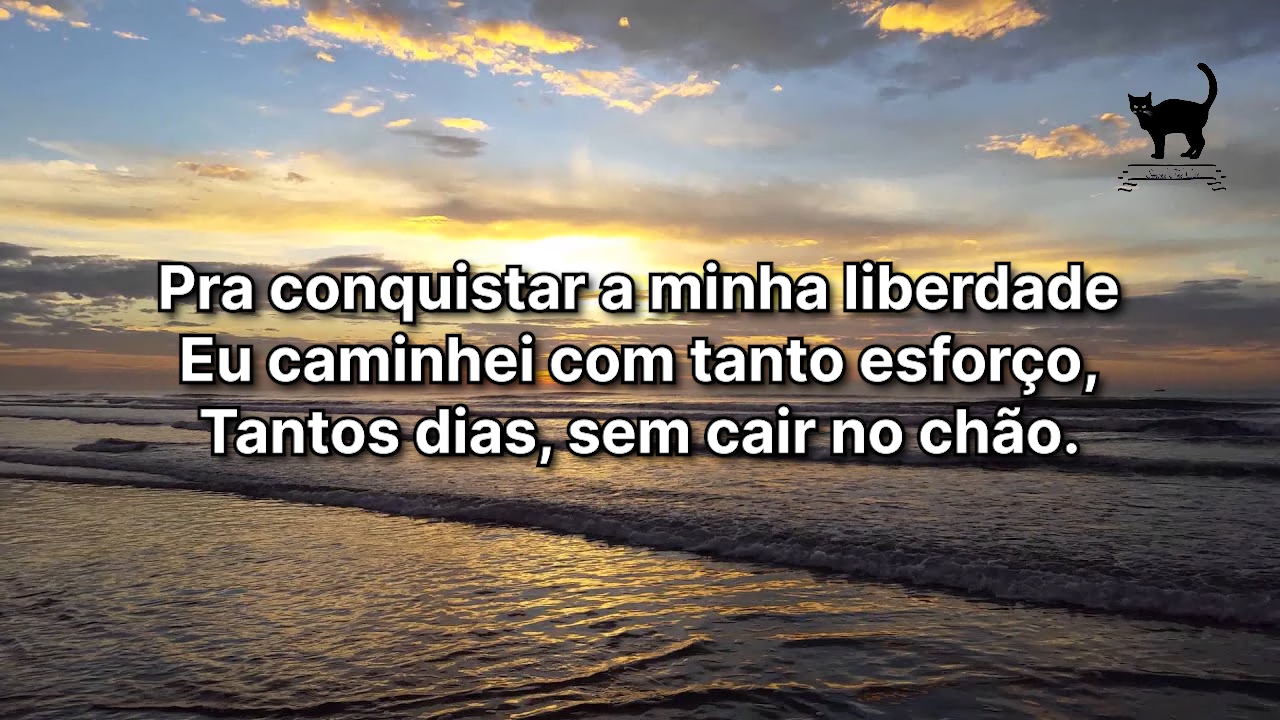 Pra conquistar a minha liberdade
Eu caminhei com tanto esforço,
Tantos dias, sem cair no chão.